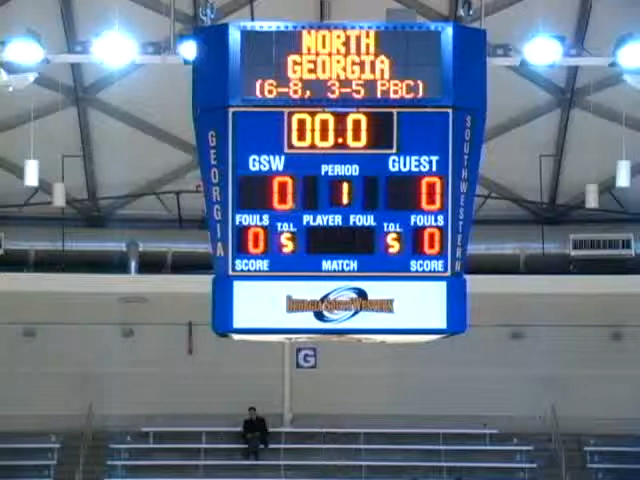 NORTH
GEORGIA
(6-8, 3-5 PBC)
00:0
GSW PERIOD GUEST
0 1 0
FOULS T.O.L. PLAYER FOUL T.O.L. FOULS
0 5 5 0
SCORE MATCH SCORE
GEORGIA
SOUTHWESTERN
GEORGIA SOUTHWESTERN
G